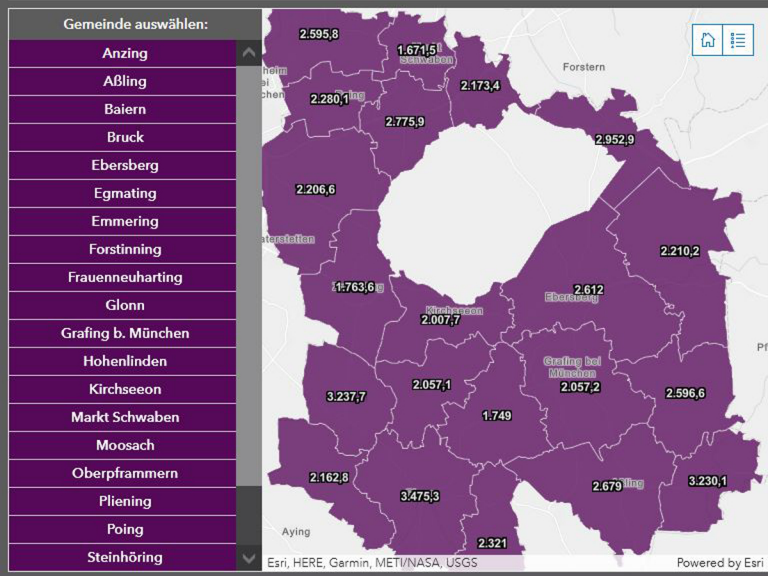 Gemeinde auswählen:
Anzing
Aßling
Baiern
Bruck
Ebersberg
Egmating
Emmering
Forstinning
Frauenneuharting
Glonn
Grafing b. München
Hohenlinden
Kirchseeon
Markt Schwaben
Moosach
Oberpframmern
Pliening
Poing
Steinhöring
2.595,8
1.671,5
Schwaben
Forstern
heim
ei
chen
2.280,1
2.173,4
2.775,9
2.952,9
2.206,6
aterstetten
2.210,2
1.763,6
2.612
Ebersberg
Kirchseeon
2.007,7
Pf
Grafing bei
München
2.057,1
2.057,2
3.237,7
2.596,6
1.749
2.162,8
3.475,3
2.679
3.230,1
Aying
2.321
Esri, HERE, Garmin, METI/NASA, USGS
Powered by Esri